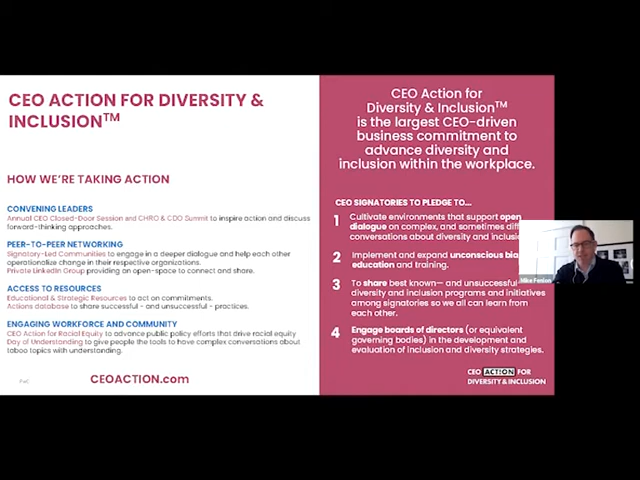 CEO ACTION FOR DIVERSITY &
INCLUSION™
HOW WE'RE TAKING ACTION
CONVENING LEADERS
Annual CEO Closed-Door Session and CHRO & CDO Summit to inspire action and discuss
forward-thinking approaches.
PEER-TO-PEER NETWORKING
Signatory-Led Communities to engage in a deeper dialogue and help each other
operationalize change in their respective organizations.
Private LinkedIn Group providing an open-space to connect and share.
ACCESS TO RESOURCES
Educational & Strategic Resources to act on commitments.
Actions database to share successful - and unsuccessful - practices.
ENGAGING WORKFORCE AND COMMUNITY
CEO Action for Racial Equity to advance public policy efforts that drive racial equity
Day of Understanding to give people the tools to have complex conversations about
taboo topics with understanding.
PwC
CEOACTION.com
CEO Action for
Diversity & Inclusion™
is the largest CEO-driven
business commitment to
advance diversity and
inclusion within the workplace.
CEO SIGNATORIES TO PLEDGE TO...
1 Cultivate environments that support open
dialogue on complex, and sometimes
conversations about diversity and
2 Implement and expand unconscious
education and training.
3 To share best known— and unsuccessful
diversity and inclusion programs and initiatives
among signatories so we all can learn from
each other.
4 Engage boards of directors (or equivalent
governing bodies) in the development and
evaluation of inclusion and diversity strategies.
CEO ACT!ON FOR
DIVERSITY & INCLUSION
Mike Fenlon